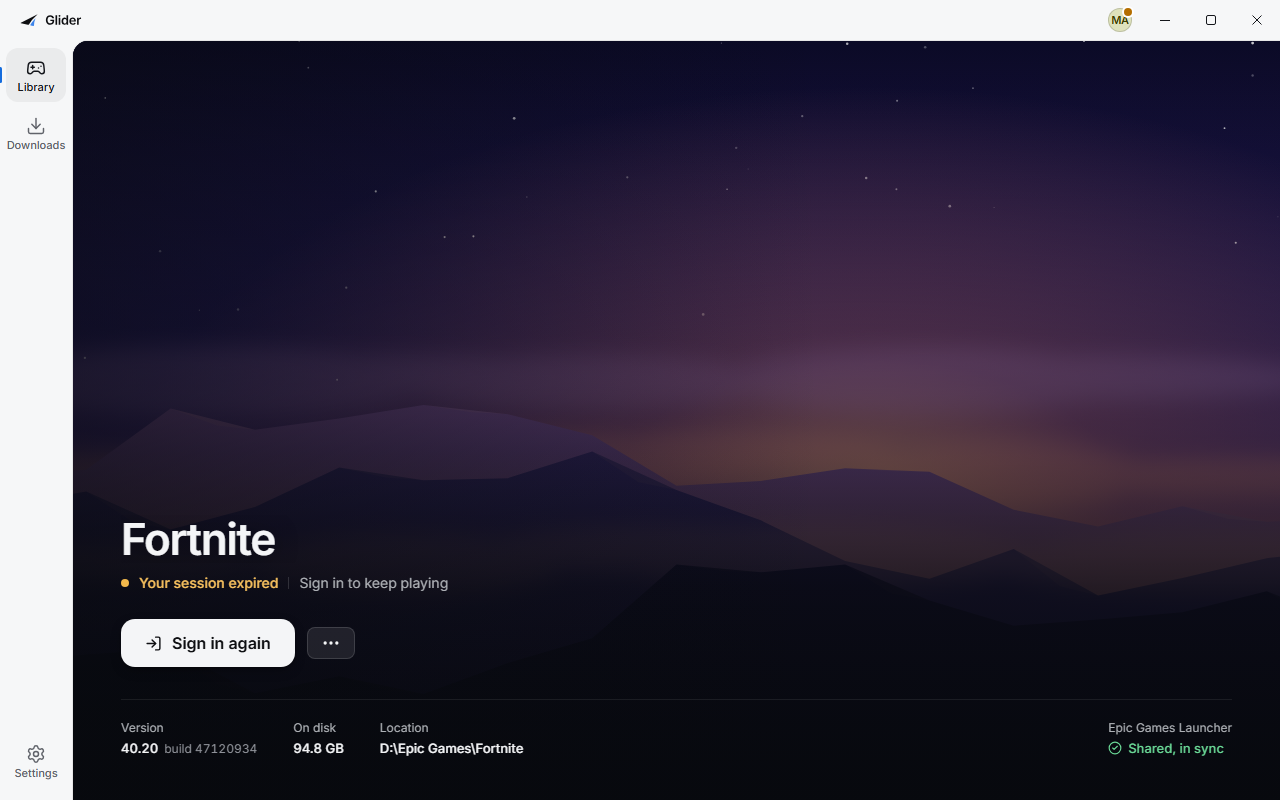 Glider
MA
Library
Downloads
Fortnite
Your session expired | Sign in to keep playing
Sign in again
Version
40.20 build 47120934
On disk
94.8 GB
Location
D:\Epic Games\Fortnite
Epic Games Launcher
Shared, in sync
Settings